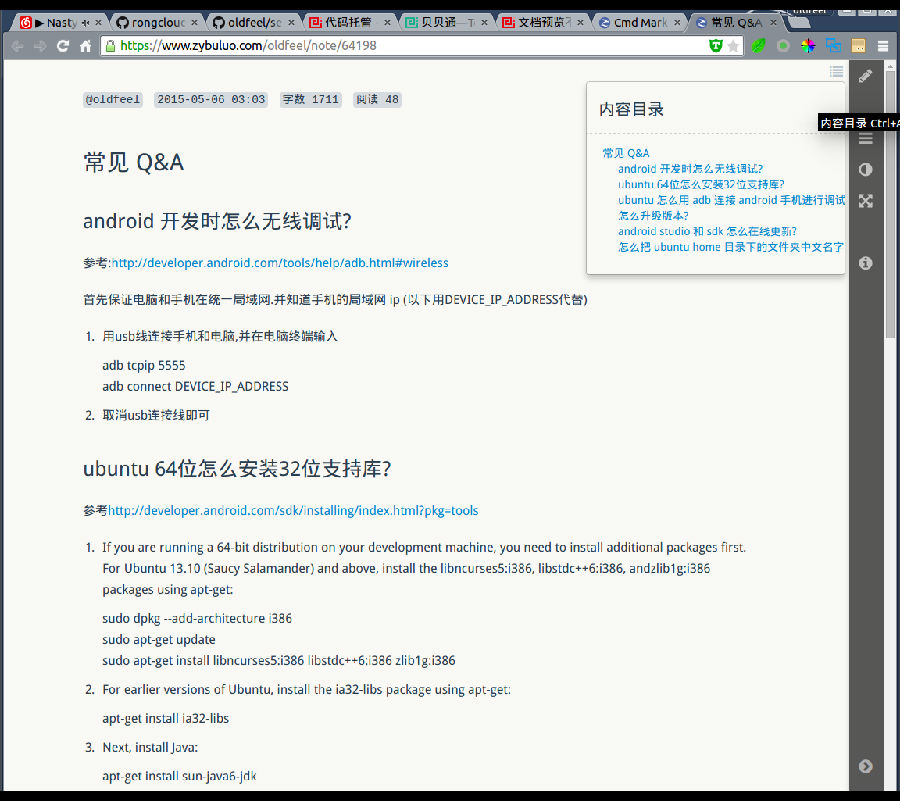 oldfeel
Nasty
rongcloud
oldfeel/se
代码托管
贝贝通—T
文档预览
Cmd Mark
常见 Q&A
https://www.zybuluo.com/oldfeel/note/64198
@oldfeel 2015-05-06 03:03 字数 1711 阅读 48
内容目录
内容目录 Ctrl+A
常见 Q&A
android 开发时怎么无线调试?
ubuntu 64位怎么安装32位支持库?
ubuntu 怎么用 adb 连接 android 手机进行调试
怎么升级版本?
android studio 和 sdk 怎么在线更新?
怎么把 ubuntu home 目录下的文件夹中文名字
常见 Q&A
android 开发时怎么无线调试?
参考:http://developer.android.com/tools/help/adb.html#wireless
首先保证电脑和手机在统一局域网.并知道手机的局域网 ip (以下用DEVICE_IP_ADDRESS代替)
1. 用usb线连接手机和电脑,并在电脑终端输入
adb tcpip 5555
adb connect DEVICE_IP_ADDRESS
2. 取消usb连接线即可
ubuntu 64位怎么安装32位支持库?
参考http://developer.android.com/sdk/installing/index.html?pkg=tools
1. If you are running a 64-bit distribution on your development machine, you need to install additional packages first.
For Ubuntu 13.10 (Saucy Salamander) and above, install the libncurses5:i386, libstdc++6:i386, andzlib1g:i386
packages using apt-get:
sudo dpkg --add-architecture i386
sudo apt-get update
sudo apt-get install libncurses5:i386 libstdc++6:i386 zlib1g:i386
2. For earlier versions of Ubuntu, install the ia32-libs package using apt-get:
apt-get install ia32-libs
3. Next, install Java:
apt-get install sun-java6-jdk